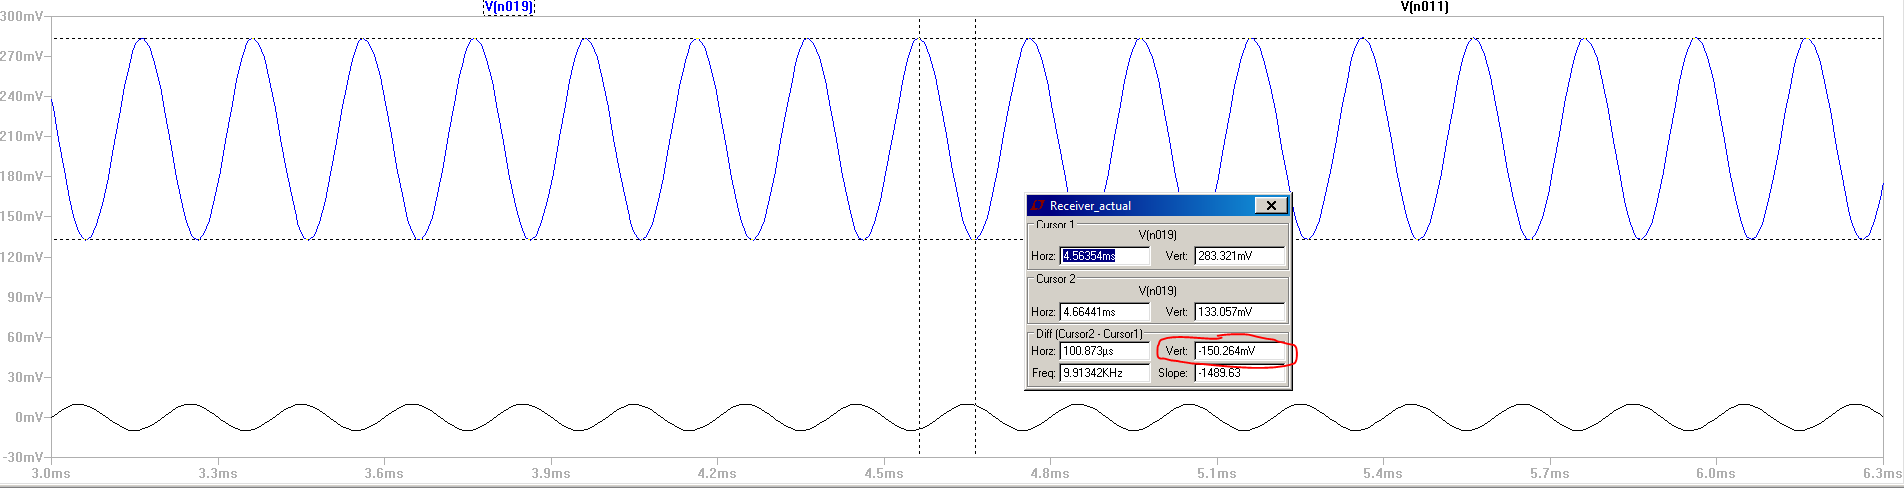 V(n019) V(n011)
300mV
270mV
240mV
210mV
180mV
150mV
120mV
90mV
60mV
30mV
0mV
-30mV
Receiver_actual
Cursor 1
V(n019)
Horz: 4.56354ms Vert: 283.321mV
Cursor 2
V(n019)
Horz: 4.66441ms Vert: 133.057mV
Diff (Cursor2 - Cursor1)
Horz: 100.873µs Vert: -150.264mV
Freq: 9.91342KHz Slope: -1489.63
3.0ms 3.3ms 3.6ms 3.9ms 4.2ms 4.5ms 4.8ms 5.1ms 5.4ms 5.7ms 6.0ms 6.3ms